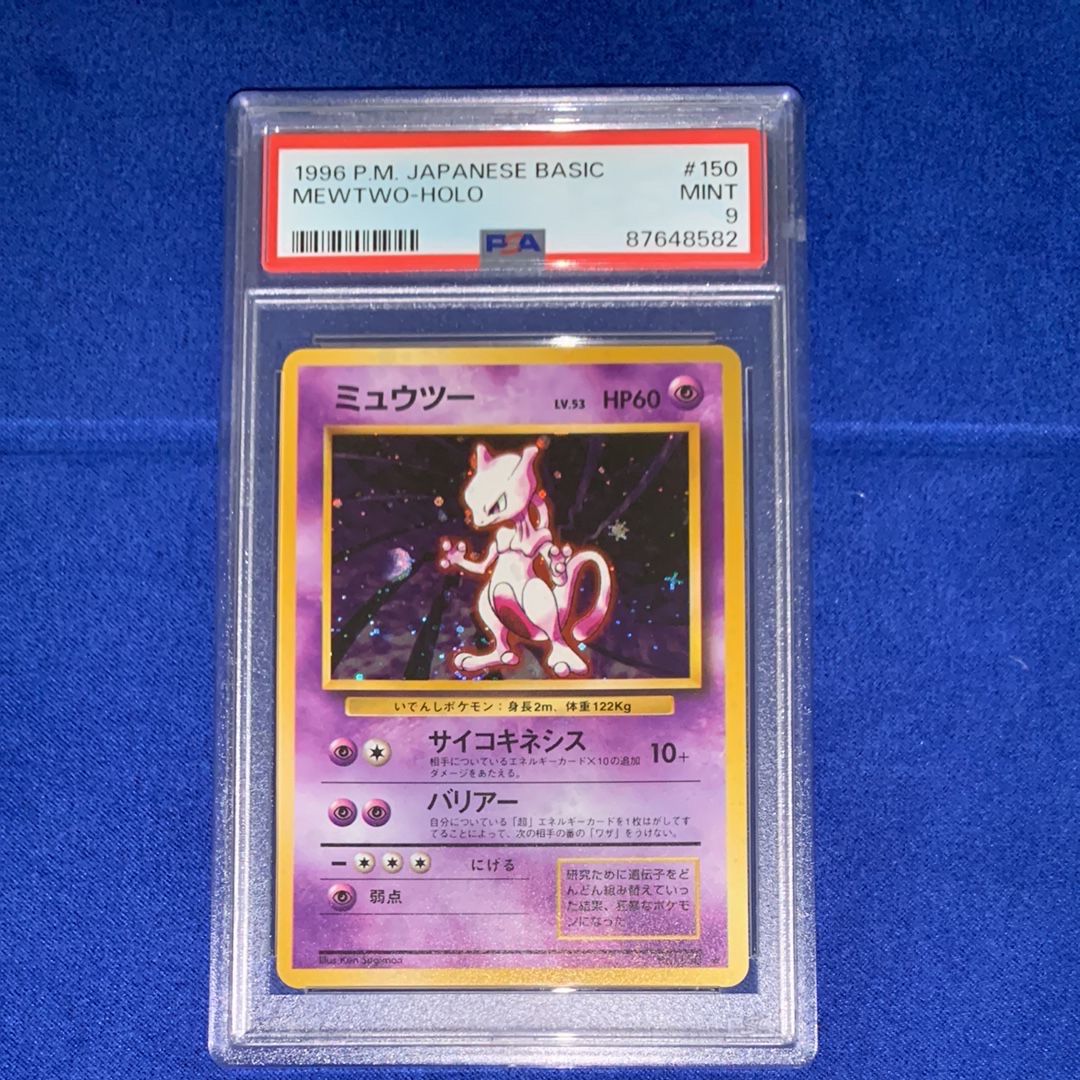 1996 P.M. JAPANESE BASIC #150
MEWTWO-HOLO MINT
9
PSA 87648582
ミュウツー LV.53 HP60
いでんしポケモン：身長2m、体重122Kg
サイコキネシス 10+
相手についているエネルギーカード×10の追加
ダメージをあたえる。
バリアー
自分についている「超」エネルギーカードを1枚はがしてす
てることによって、次の相手の番の「ワザ」をうけない。
にげる
弱点
研究ために遺伝子をど
んどん組み替えていっ
た結果、狂暴なポケモ
ンになった。
Illus. Ken Sugimori